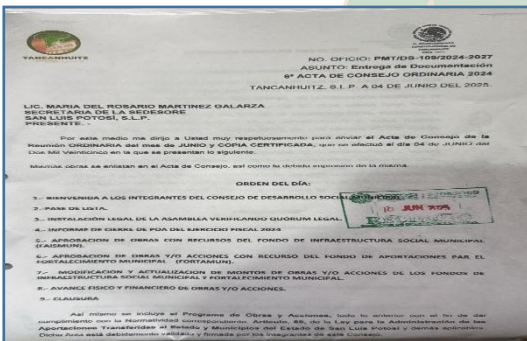 TANCANHUITZ
NO. OFICIO: PMT/DS-109/2024-2027
ASUNTO: Entrega de Documentación
6ª ACTA DE CONSEJO ORDINARIA 2024
TANCANHUITZ, S.L.P. A 04 DE JUNIO DEL 2025.
LIC. MARIA DEL ROSARIO MARTINEZ GALARZA
SECRETARIA DE LA SEDESORE
SAN LUIS POTOSÍ, S.L.P.
PRESENTE.
Por este medio me dirijo a Usted muy respetuosamente para enviar el Acta de Consejo de la
Reunión ORDINARIA del mes de JUNIO y COPIA CERTIFICADA, que se efectuó el día 04 de JUNIO del
Dos Mil Veinticinco en la que se presentan lo siguiente.
Mismas obras se enlistan en el Acta de Consejo, así como la debida impresión de la misma.
ORDEN DEL DÍA:
1.- BIENVENIDA A LOS INTEGRANTES DEL CONSEJO DE DESARROLLO SOCIAL MUNICIPAL
2.- PASE DE LISTA.
3.- INSTALACIÓN LEGAL DE LA ASAMBLEA VERIFICANDO QUÓRUM LEGAL.
10 JUN 2025
4.- INFORME DE CIERRE DE POA DEL EJERCICIO FISCAL 2024
5.- APROBACION DE OBRAS CON RECURSOS DEL FONDO DE INFRAESTRUCTURA SOCIAL MUNICIPAL
(FAISMUN).
6.- APROBACION DE OBRAS Y/O ACCIONES CON RECURSO DEL FONDO DE APORTACIONES PAR EL
FORTALECIMIENTO MUNICIPAL. (FORTAMUN).
7.- MODIFICACIÓN Y ACTUALIZACION DE MONTOS DE OBRAS Y/O ACCIONES DE LOS FONDOS DE
INFRAESTRUCTURA SOCIAL MUNICIPAL Y FORTALECIMIENTO MUNICIPAL.
8.- AVANCE FISICO Y FINANCIERO DE OBRAS Y/O ACCIONES.
9.- CLAUSURA
Así mismo se incluye el Programa de Obras y Acciones, todo lo anterior con el fin de dar
cumplimiento con la Normatividad correspondiente. Artículo, 65, de la Ley para la Administración de las
Aportaciones Transferidas al Estado y Municipios del Estado de San Luis Potosí y demás aplicables.
Dicha Acta está debidamente validada y firmada por los integrantes de este Consejo.